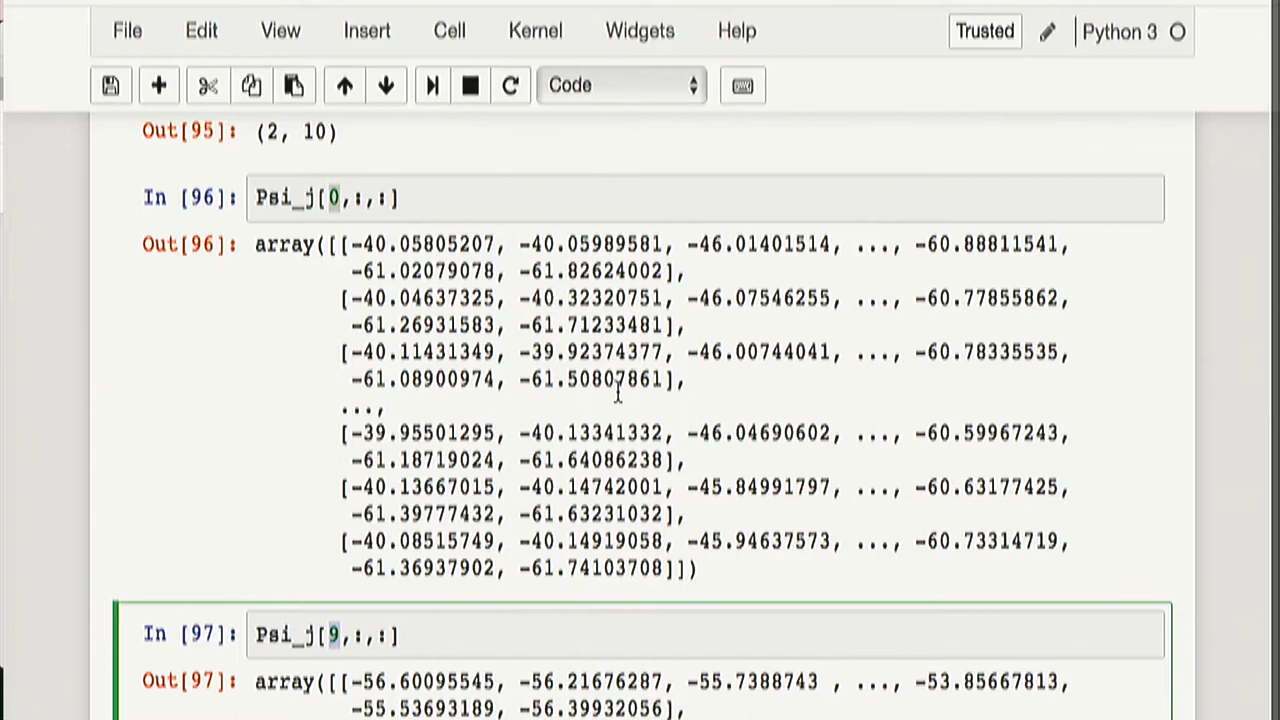 File Edit View Insert Cell Kernel Widgets Help Trusted Python 3
Code
Out[95]: (2, 10)
In [96]: Psi_j[0,:,:]
Out[96]: array([[-40.05805207, -40.05989581, -46.01401514, ..., -60.88811541,
-61.02079078, -61.82624002],
[-40.04637325, -40.32320751, -46.07546255, ..., -60.77855862,
-61.26931583, -61.71233481],
[-40.11431349, -39.92374377, -46.00744041, ..., -60.78335535,
-61.08900974, -61.50807861],
...,
[-39.95501295, -40.13341332, -46.04690602, ..., -60.59967243,
-61.18719024, -61.64086238],
[-40.13667015, -40.14742001, -45.84991797, ..., -60.63177425,
-61.39777432, -61.63231032],
[-40.08515749, -40.14919058, -45.94637573, ..., -60.73314719,
-61.36937902, -61.74103708]])
In [97]: Psi_j[9,:,:]
Out[97]: array([[-56.60095545, -56.21676287, -55.7388743 , ..., -53.85667813,
-55.53693189, -56.39932056],